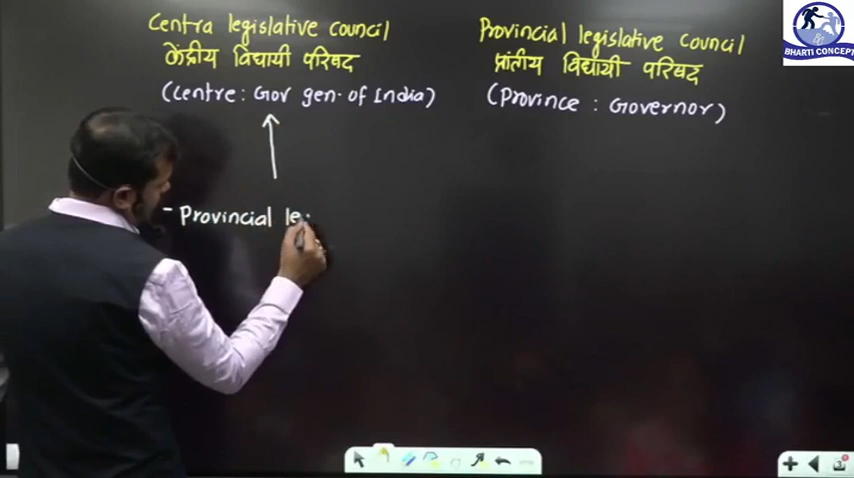 Centra legislative council
केंद्रीय विधायी परिषद
(Centre: Gov gen. of India)
- Provincial le
Provincial legislative council
प्रांतीय विधायी परिषद
(Province : Governor)
BHARTI CONCEPT